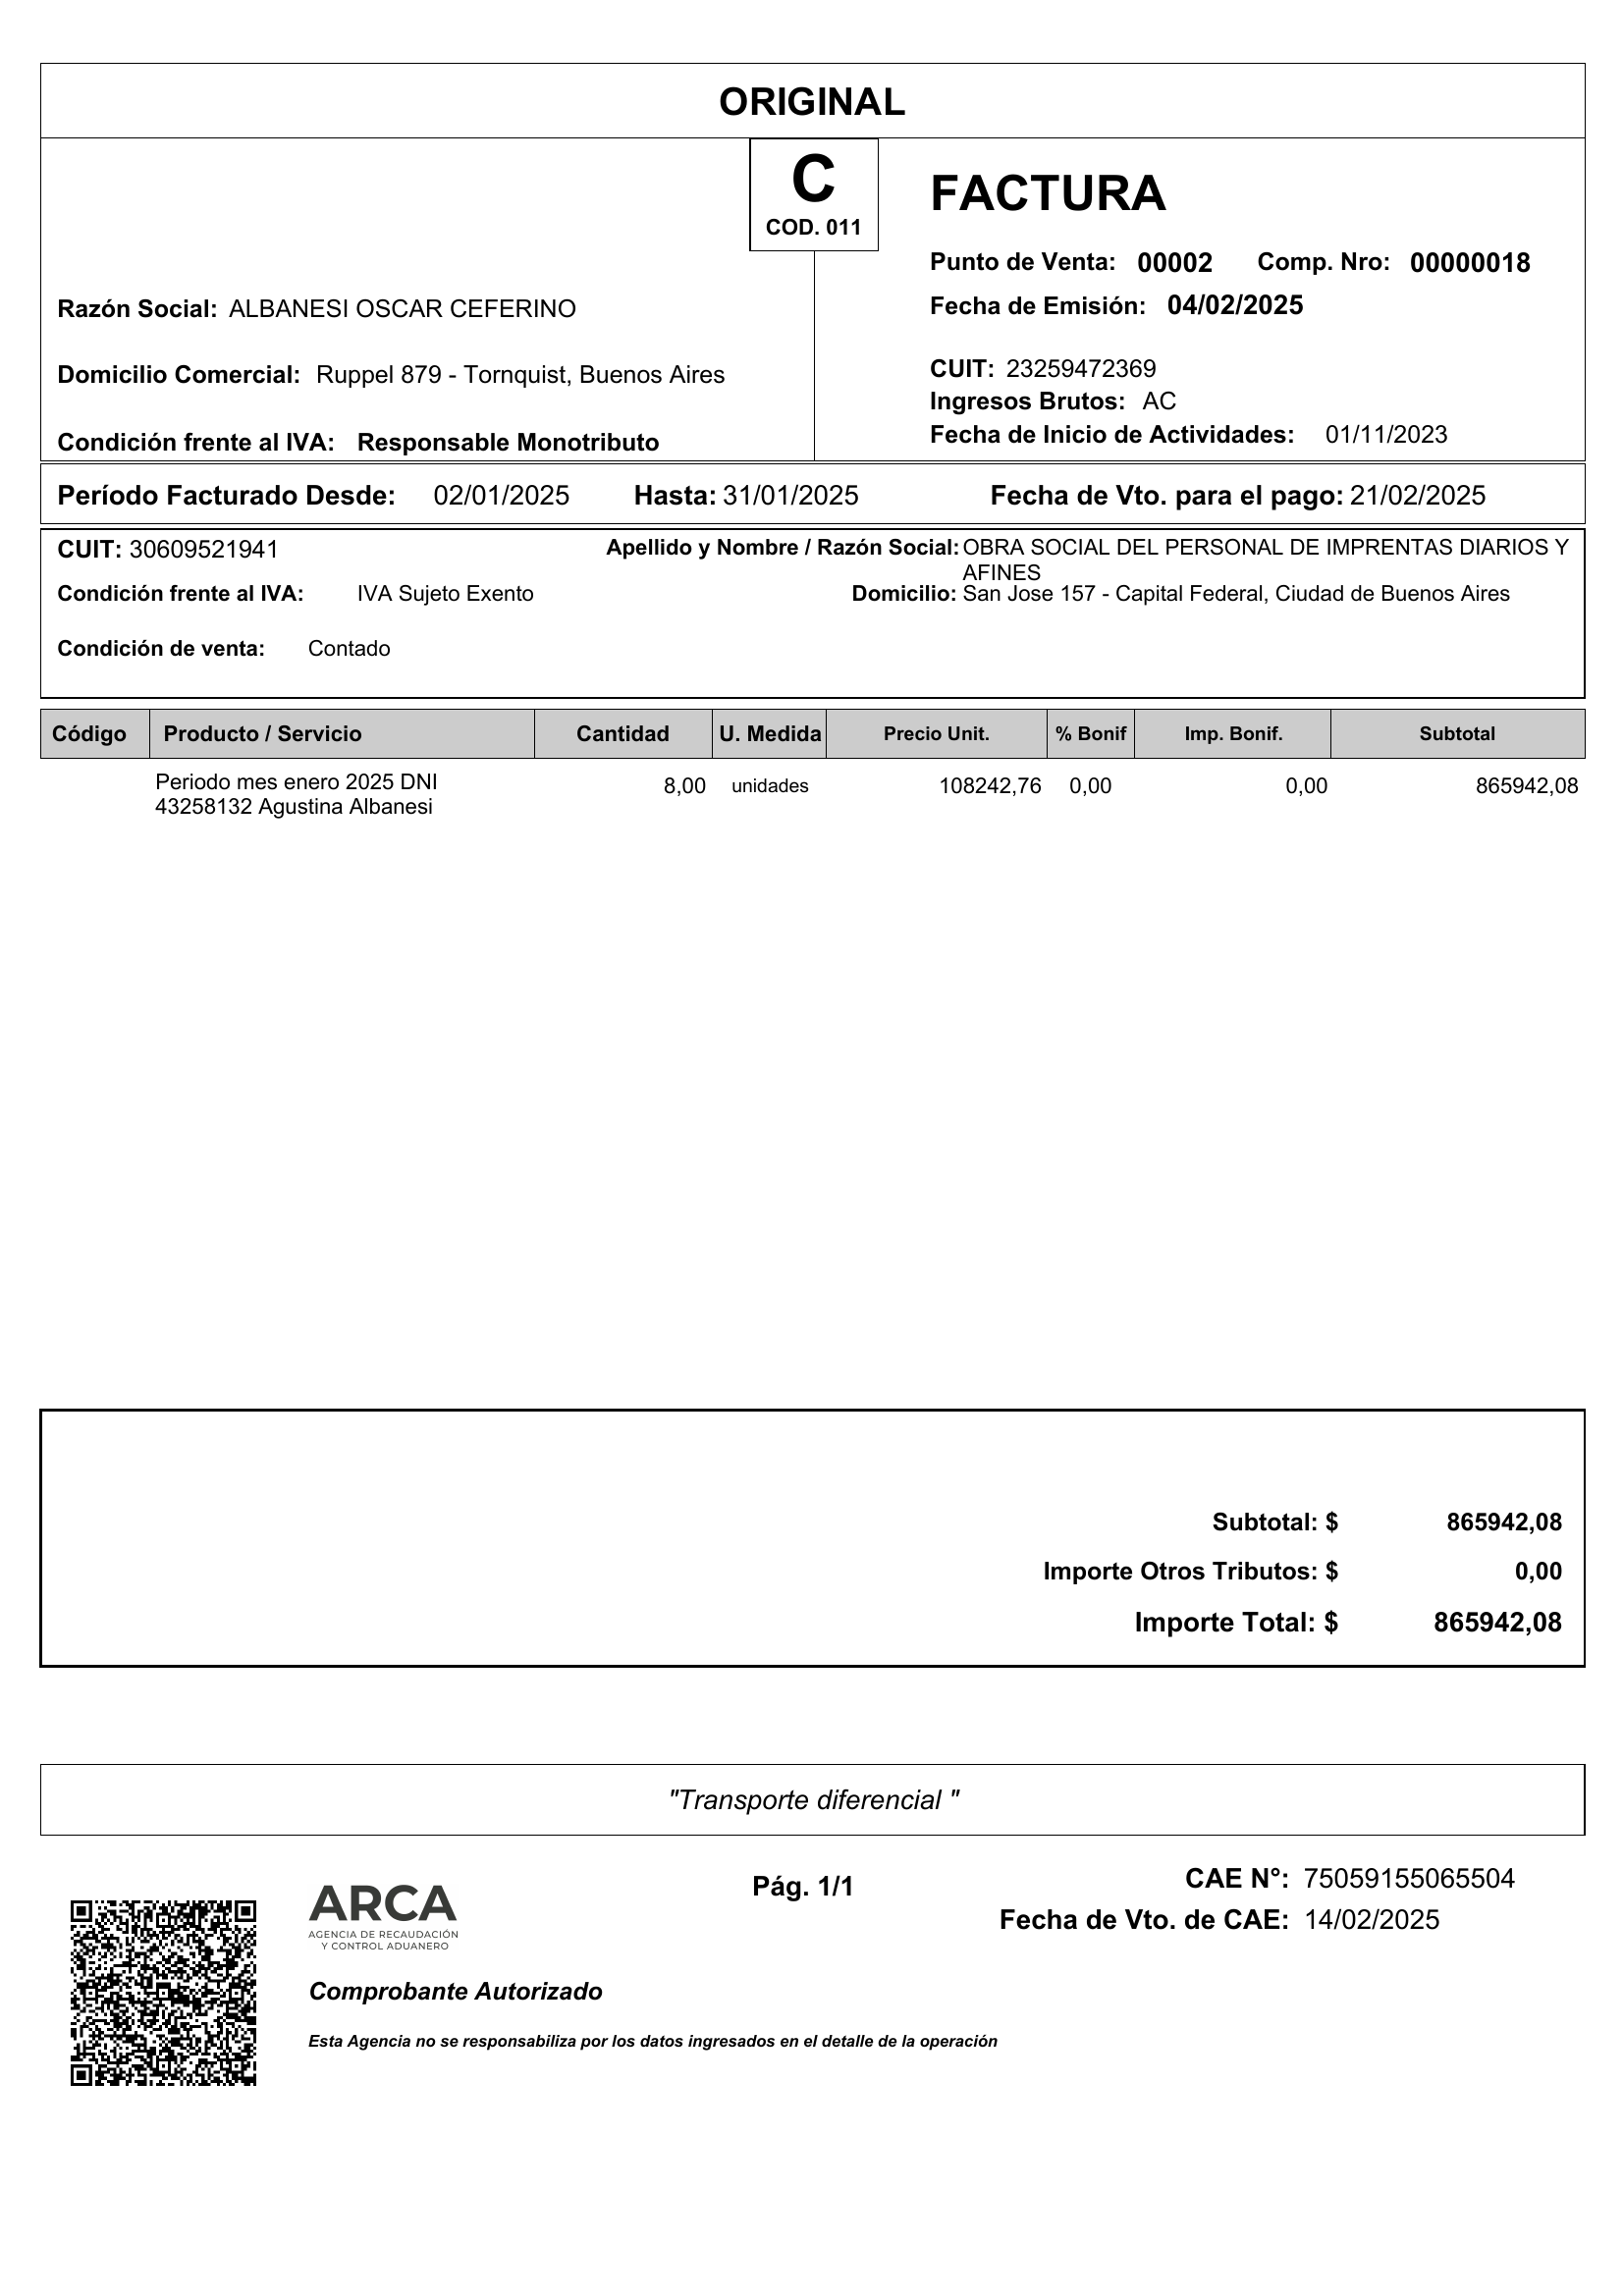 ORIGINAL
C
COD. 011
FACTURA
Punto de Venta: 00002 Comp. Nro: 00000018
Fecha de Emisión: 04/02/2025
Razón Social: ALBANESI OSCAR CEFERINO
Domicilio Comercial: Ruppel 879 - Tornquist, Buenos Aires
Condición frente al IVA: Responsable Monotributo
CUIT: 23259472369
Ingresos Brutos: AC
Fecha de Inicio de Actividades: 01/11/2023
Período Facturado Desde: 02/01/2025 Hasta: 31/01/2025 Fecha de Vto. para el pago: 21/02/2025
CUIT: 30609521941 Apellido y Nombre / Razón Social: OBRA SOCIAL DEL PERSONAL DE IMPRENTAS DIARIOS Y
AFINES
Condición frente al IVA: IVA Sujeto Exento Domicilio: San Jose 157 - Capital Federal, Ciudad de Buenos Aires
Condición de venta: Contado
Código Producto / Servicio Cantidad U. Medida Precio Unit. % Bonif Imp. Bonif. Subtotal
Periodo mes enero 2025 DNI 8,00 unidades 108242,76 0,00 0,00 865942,08
43258132 Agustina Albanesi
Subtotal: $ 865942,08
Importe Otros Tributos: $ 0,00
Importe Total: $ 865942,08
"Transporte diferencial "
ARCA
AGENCIA DE RECAUDACIÓN
Y CONTROL ADUANERO
Pág. 1/1
CAE N°: 75059155065504
Fecha de Vto. de CAE: 14/02/2025
Comprobante Autorizado
Esta Agencia no se responsabiliza por los datos ingresados en el detalle de la operación